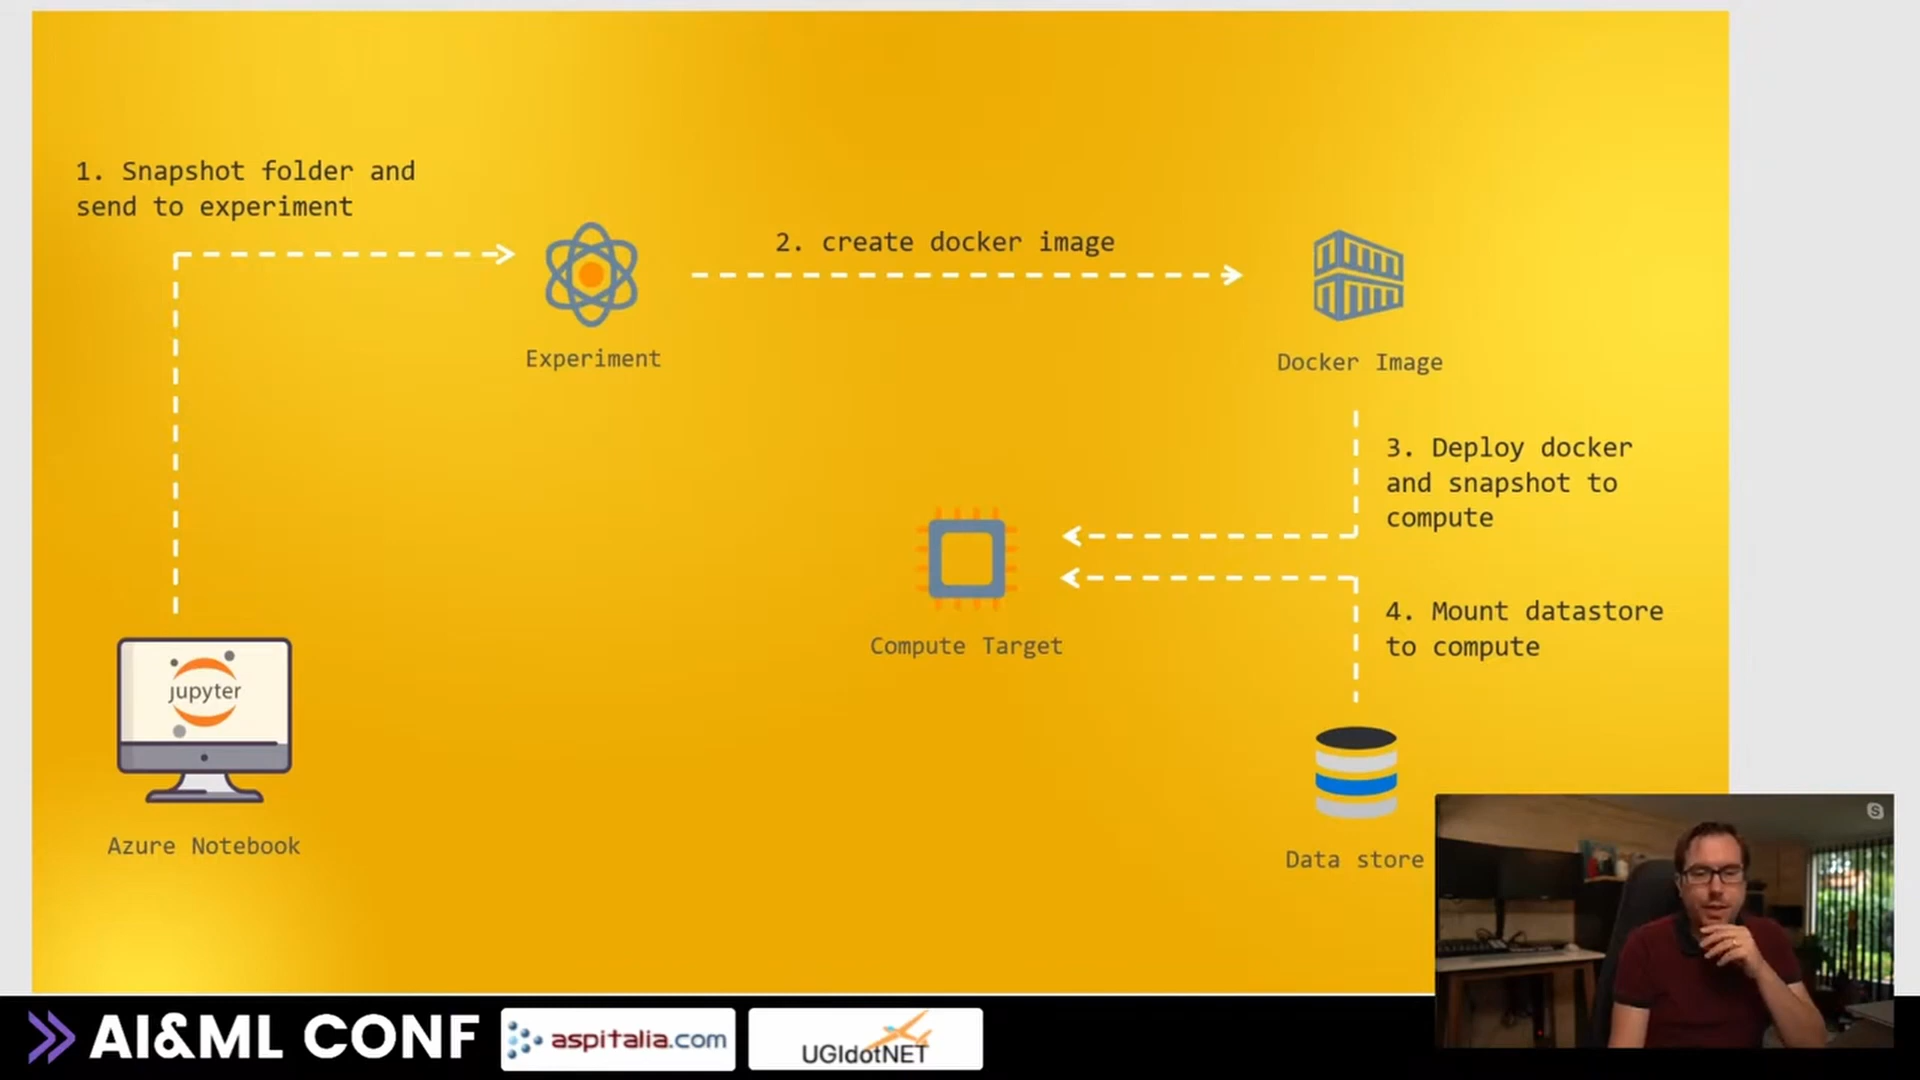 1. Snapshot folder and
send to experiment
2. create docker image
Experiment
Docker Image
3. Deploy docker
and snapshot to
compute
Compute Target
4. Mount datastore
to compute
jupyter
Azure Notebook
Data store
AI&ML CONF
aspitalia.com
UGIdotNET